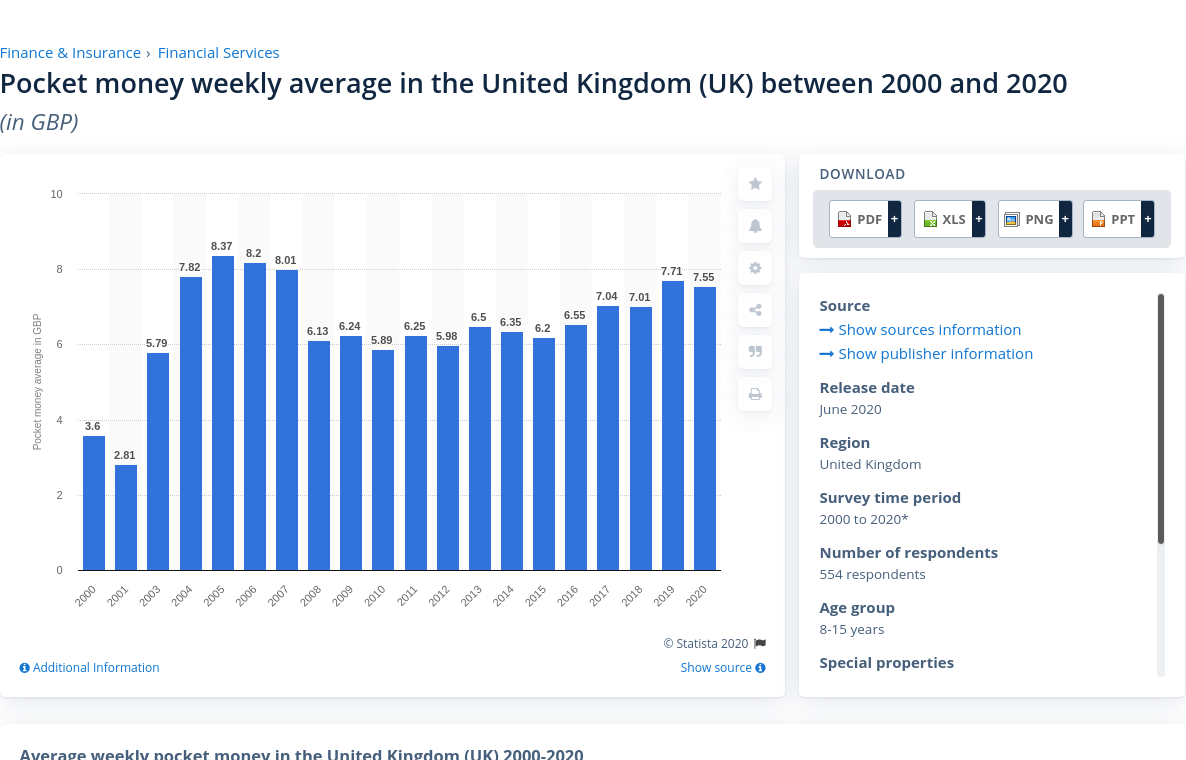 Finance & Insurance › Financial Services
Pocket money weekly average in the United Kingdom (UK) between 2000 and 2020
(in GBP)
10
8
6
4
2
0
Pocket money average in GBP
3.6
2.81
5.79
7.82
8.37
8.2
8.01
6.13
6.24
5.89
6.25
5.98
6.5
6.35
6.2
6.55
7.04
7.01
7.71
7.55
2000
2001
2003
2004
2005
2006
2007
2008
2009
2010
2011
2012
2013
2014
2015
2016
2017
2018
2019
2020
© Statista 2020
Additional Information
Show source
DOWNLOAD
PDF + XLS + PNG + PPT +
Source
Show sources information
Show publisher information
Release date
June 2020
Region
United Kingdom
Survey time period
2000 to 2020*
Number of respondents
554 respondents
Age group
8-15 years
Special properties
Average weekly pocket money in the United Kingdom (UK) 2000-2020